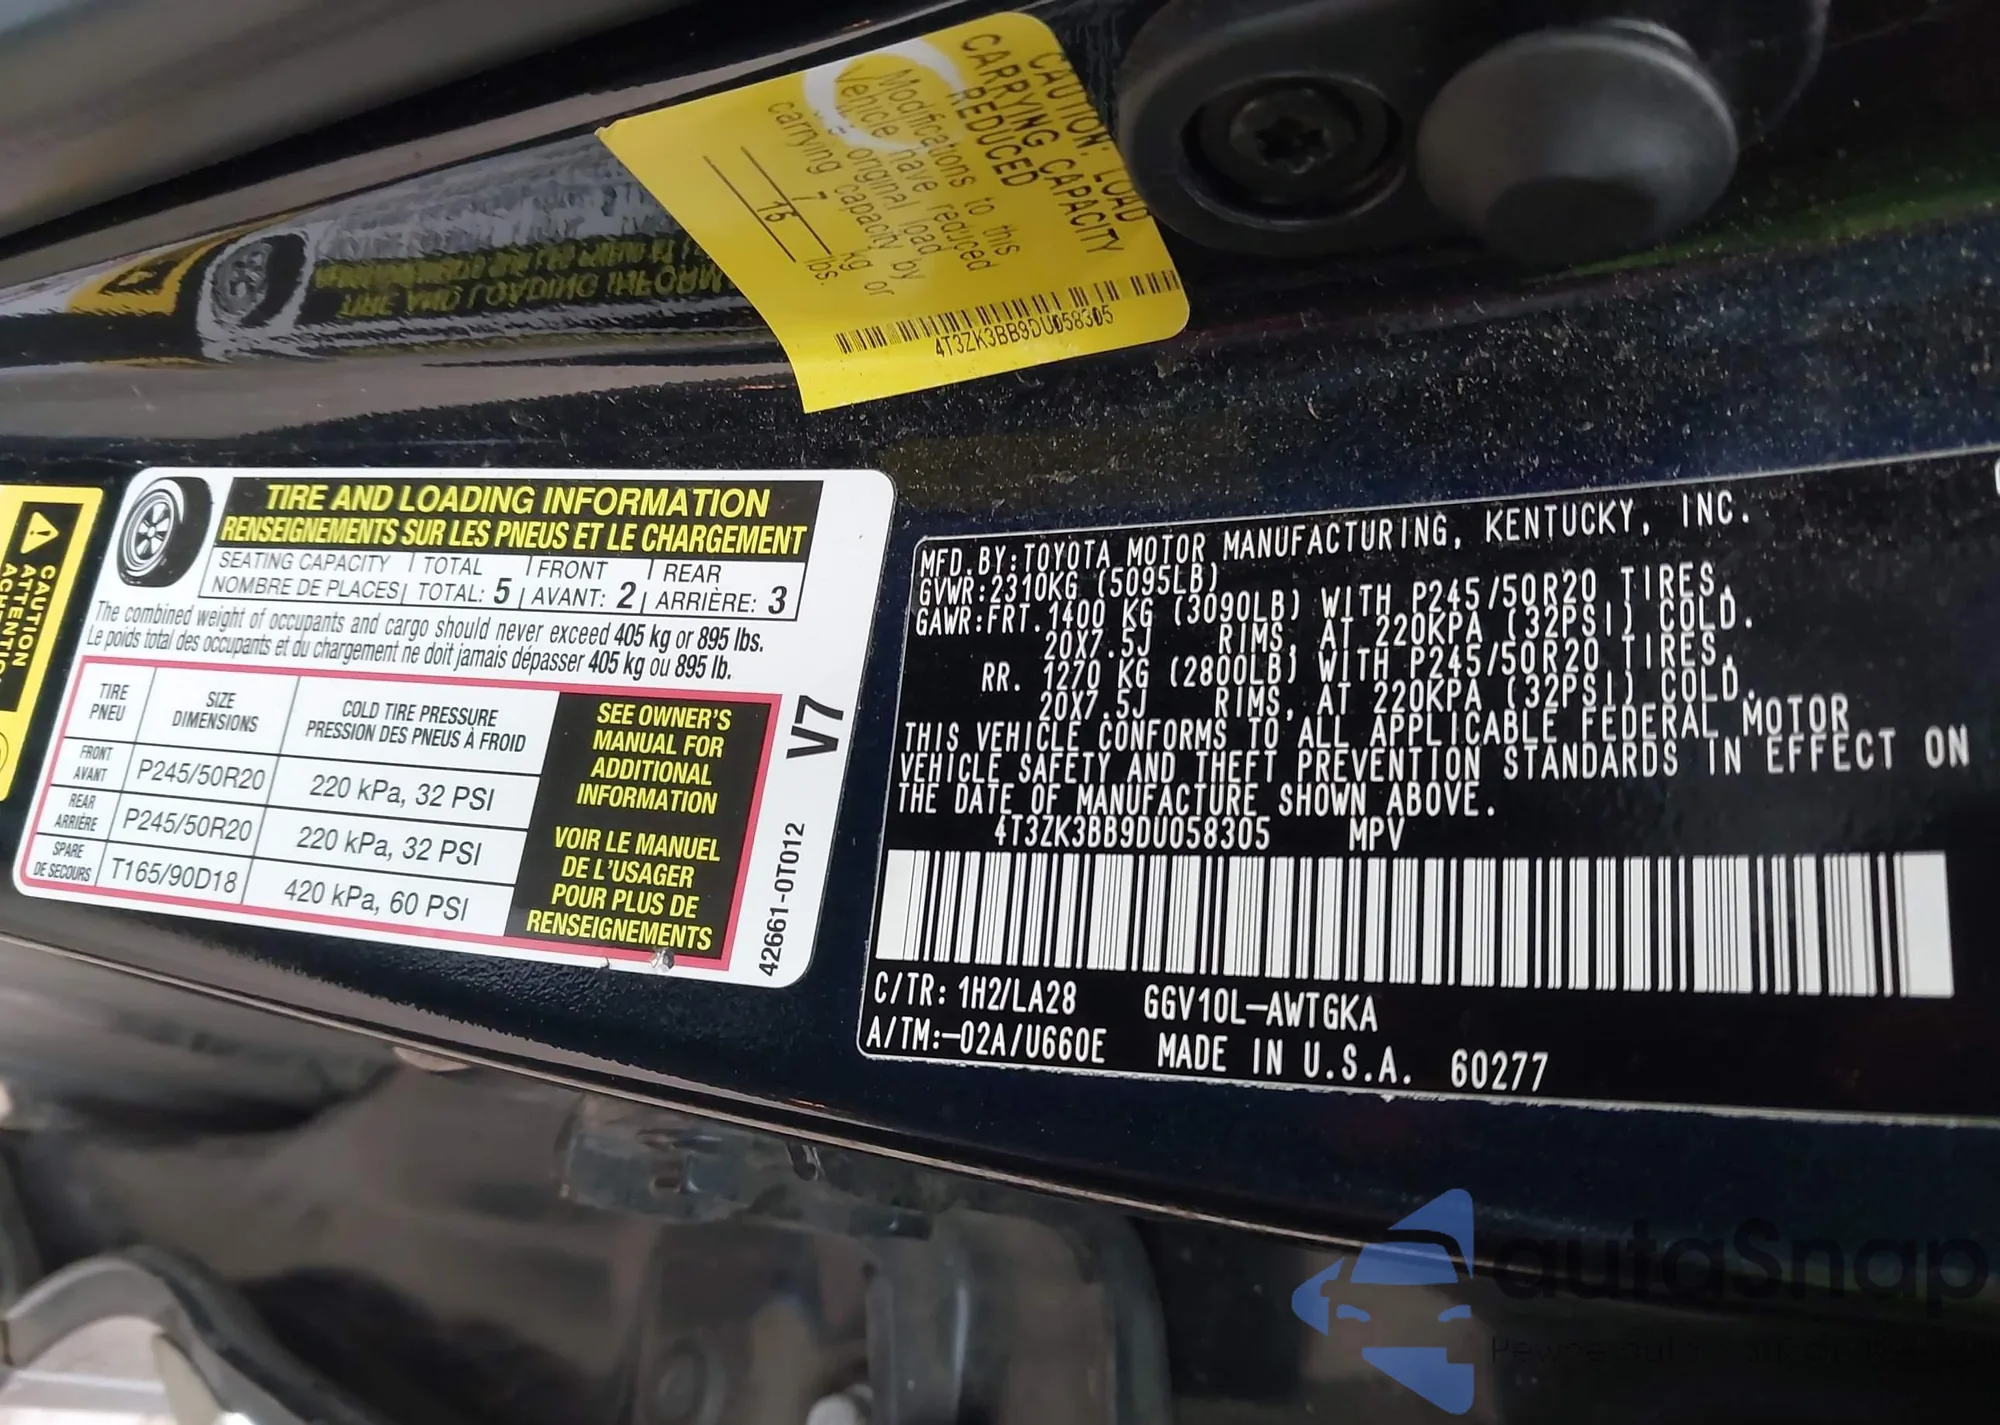 CAUTION: LOAD
CARRYING CAPACITY
REDUCED
Modifications to this
vehicle have reduced
original load
carrying capacity by
7 kg or
lbs.
4T3ZK3BB9DU058305
CAUTION
ATTENTION
TIRE AND LOADING INFORMATION
RENSEIGNEMENTS SUR LES PNEUS ET LE CHARGEMENT
SEATING CAPACITY TOTAL FRONT REAR
NOMBRE DE PLACES TOTAL: 5 AVANT: 2 ARRIÈRE: 3
The combined weight of occupants and cargo should never exceed 405 kg or 895 lbs.
Le poids total des occupants et du chargement ne doit jamais dépasser 405 kg ou 895 lb.
TIRE
PNEU
SIZE
DIMENSIONS
COLD TIRE PRESSURE
PRESSION DES PNEUS À FROID
FRONT
AVANT
P245/50R20
220 kPa, 32 PSI
REAR
ARRIÈRE
P245/50R20
220 kPa, 32 PSI
SPARE
DE SECOURS
T165/90D18
420 kPa, 60 PSI
SEE OWNER'S
MANUAL FOR
ADDITIONAL
INFORMATION
VOIR LE MANUEL
DE L'USAGER
POUR PLUS DE
RENSEIGNEMENTS
V7
42661-0T012
MFD.BY:TOYOTA MOTOR MANUFACTURING, KENTUCKY, INC.
GVWR:2310KG (5095LB)
GAWR:FRT.1400 KG (3090LB) WITH P245/50R20 TIRES,
20X7.5J RIMS, AT 220KPA (32PSI) COLD.
RR. 1270 KG (2800LB) WITH P245/50R20 TIRES,
20X7.5J RIMS, AT 220KPA (32PSI) COLD.
THIS VEHICLE CONFORMS TO ALL APPLICABLE FEDERAL MOTOR
VEHICLE SAFETY AND THEFT PREVENTION STANDARDS IN EFFECT ON
THE DATE OF MANUFACTURE SHOWN ABOVE.
4T3ZK3BB9DU058305 MPV
C/TR: 1H2/LA28 GGV10L-AWTGKA
A/TM:-02A/U660E MADE IN U.S.A. 60277
autoSnap